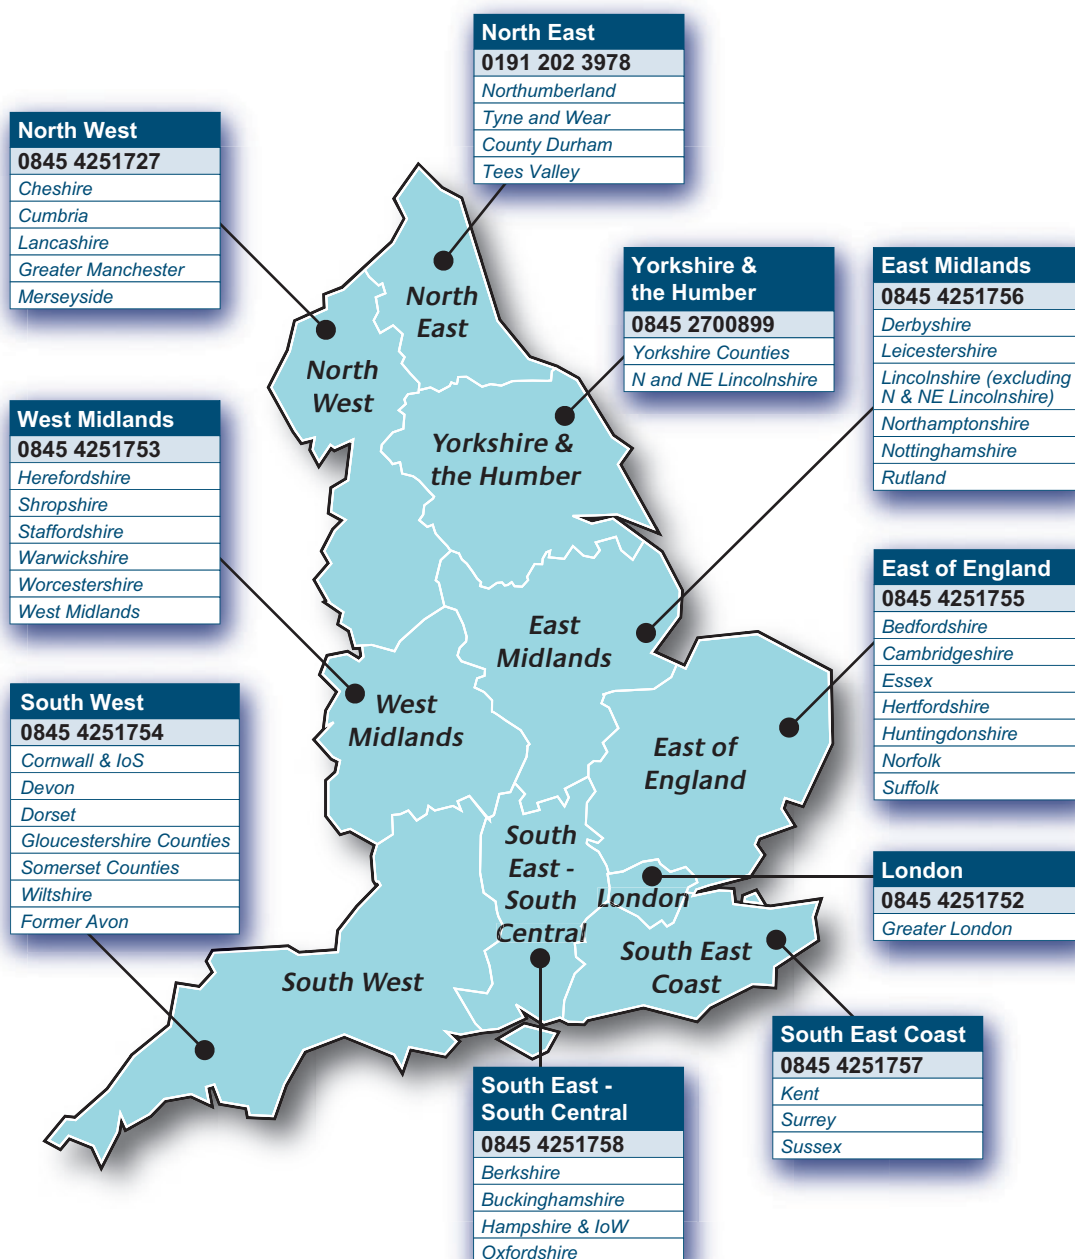 North East
0191 202 3978
Northumberland
Tyne and Wear
County Durham
Tees Valley
North West
0845 4251727
Cheshire
Cumbria
Lancashire
Greater Manchester
Merseyside
Yorkshire &
the Humber
0845 2700899
Yorkshire Counties
N and NE Lincolnshire
East Midlands
0845 4251756
Derbyshire
Leicestershire
Lincolnshire (excluding
N & NE Lincolnshire)
Northamptonshire
Nottinghamshire
Rutland
West Midlands
0845 4251753
Herefordshire
Shropshire
Staffordshire
Warwickshire
Worcestershire
West Midlands
East of England
0845 4251755
Bedfordshire
Cambridgeshire
Essex
Hertfordshire
Huntingdonshire
Norfolk
Suffolk
South West
0845 4251754
Cornwall & IoS
Devon
Dorset
Gloucestershire Counties
Somerset Counties
Wiltshire
Former Avon
London
0845 4251752
Greater London
South East Coast
0845 4251757
Kent
Surrey
Sussex
South East -
South Central
0845 4251758
Berkshire
Buckinghamshire
Hampshire & IoW
Oxfordshire
North
East
North
West
Yorkshire &
the Humber
East
Midlands
West
Midlands
East of
England
South
East -
South
Central
London
South East
Coast
South West